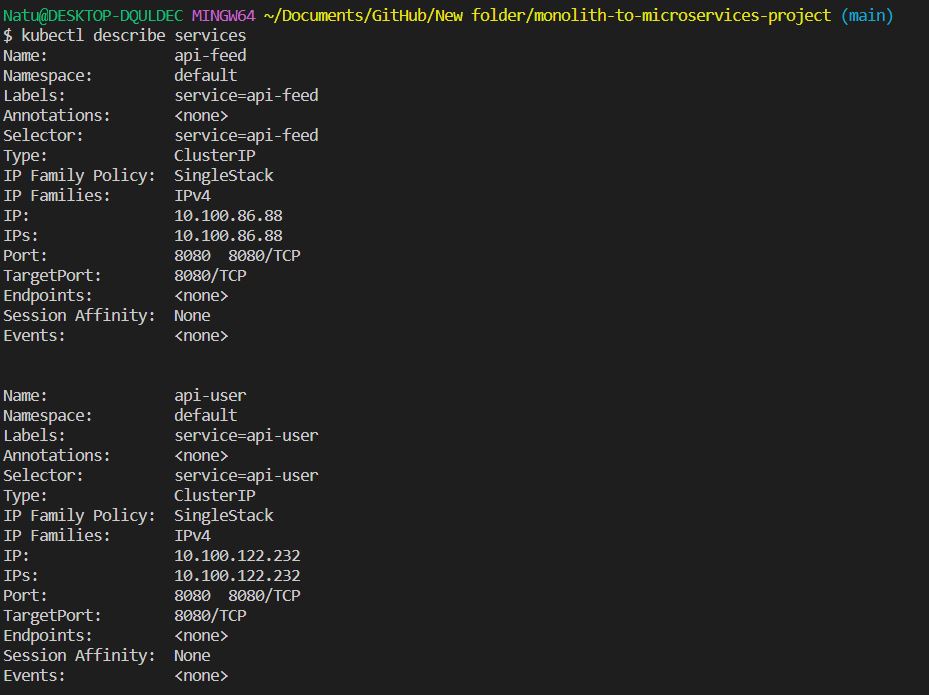 Natu@DESKTOP-DQULDEC MINGW64 ~/Documents/GitHub/New folder/monolith-to-microservices-project (main)
$ kubectl describe services
Name:              api-feed
Namespace:         default
Labels:            service=api-feed
Annotations:       <none>
Selector:          service=api-feed
Type:              ClusterIP
IP Family Policy:  SingleStack
IP Families:       IPv4
IP:                10.100.86.88
IPs:               10.100.86.88
Port:              8080  8080/TCP
TargetPort:        8080/TCP
Endpoints:         <none>
Session Affinity:  None
Events:            <none>

Name:              api-user
Namespace:         default
Labels:            service=api-user
Annotations:       <none>
Selector:          service=api-user
Type:              ClusterIP
IP Family Policy:  SingleStack
IP Families:       IPv4
IP:                10.100.122.232
IPs:               10.100.122.232
Port:              8080  8080/TCP
TargetPort:        8080/TCP
Endpoints:         <none>
Session Affinity:  None
Events:            <none>